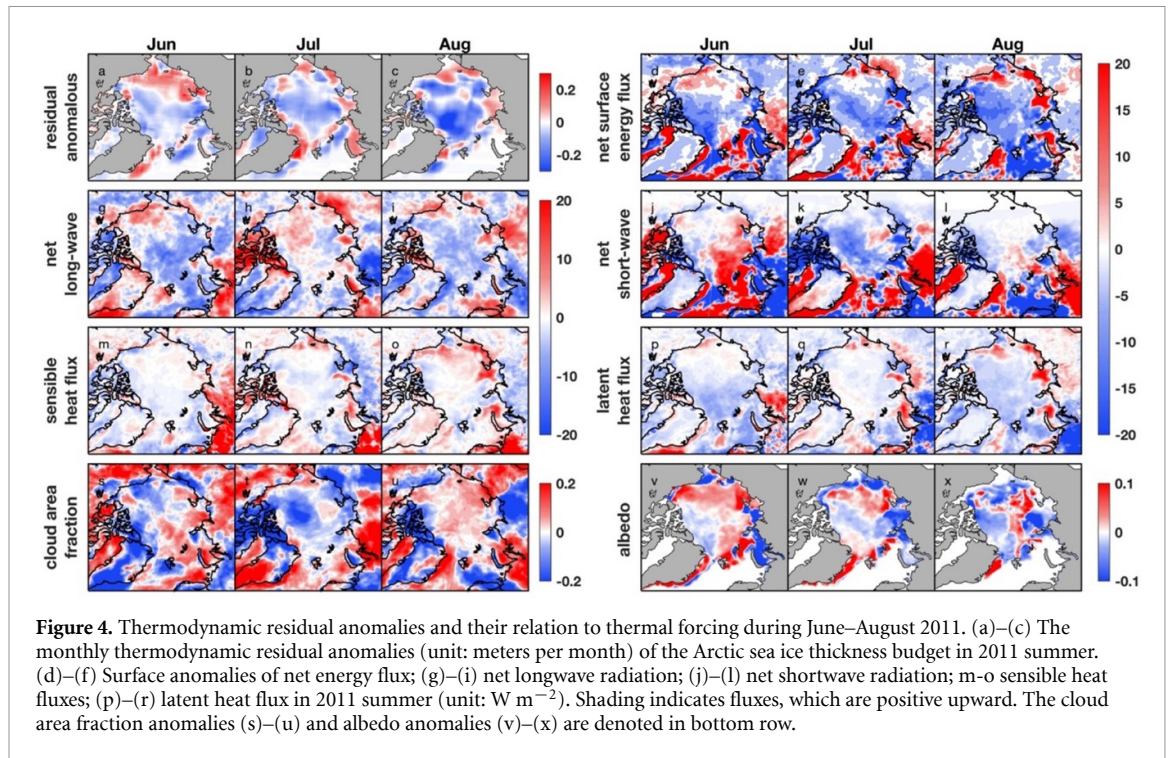 Jun Jul Aug
Jun Jul Aug
residual
anomalous
a b c
0.2
0
-0.2
net surface
energy flux
d e f
20
15
10
5
0
-5
-10
-15
-20
net
long-wave
g h i
20
10
0
-10
-20
net
short-wave
j k l
sensible
heat flux
m n o
latent
heat flux
p q r
cloud area
fraction
s t u
0.2
0
-0.2
albedo
v w x
0.1
0
-0.1
Figure 4. Thermodynamic residual anomalies and their relation to thermal forcing during June–August 2011. (a)–(c) The
monthly thermodynamic residual anomalies (unit: meters per month) of the Arctic sea ice thickness budget in 2011 summer.
(d)–(f) Surface anomalies of net energy flux; (g)–(i) net longwave radiation; (j)–(l) net shortwave radiation; m-o sensible heat
fluxes; (p)–(r) latent heat flux in 2011 summer (unit: W m−2). Shading indicates fluxes, which are positive upward. The cloud
area fraction anomalies (s)–(u) and albedo anomalies (v)–(x) are denoted in bottom row.